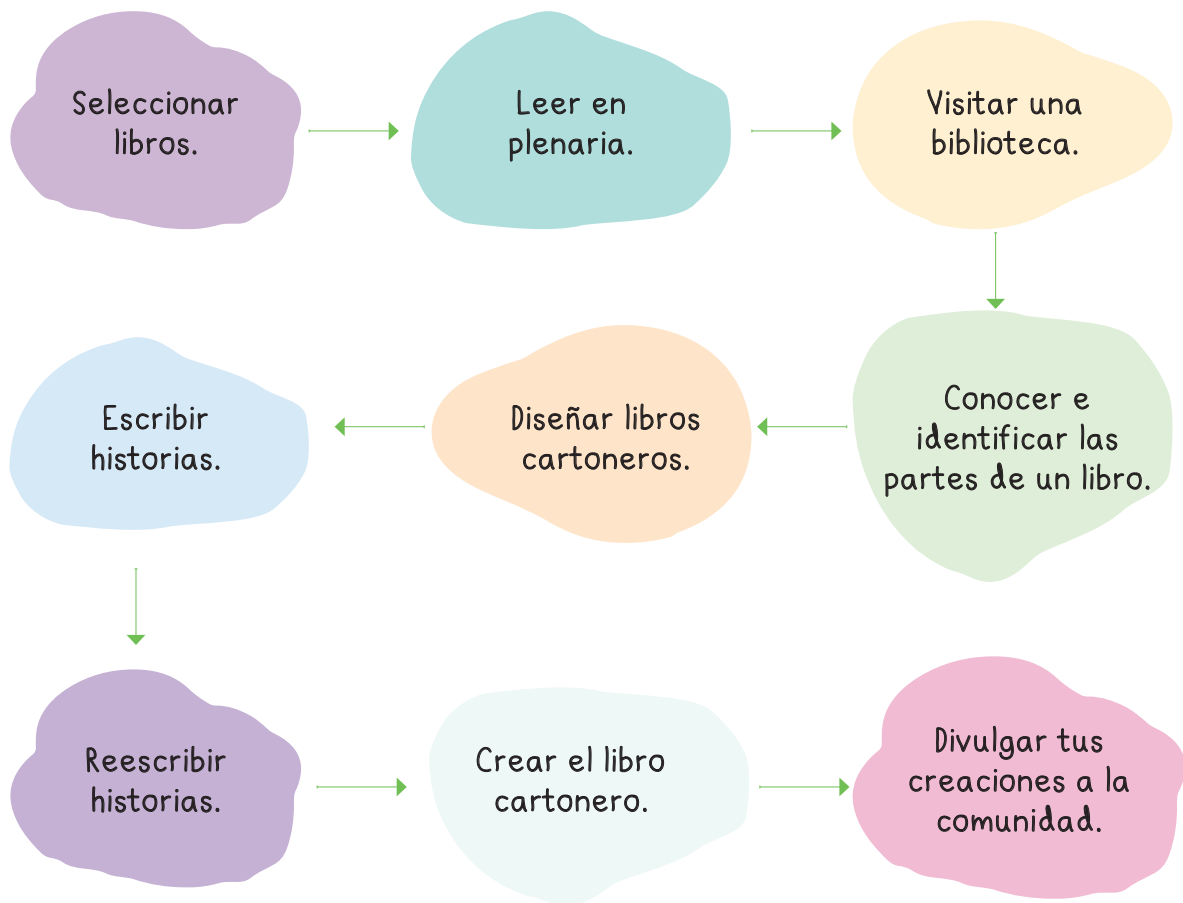 Seleccionar
libros.
Leer en
plenaria.
Visitar una
biblioteca.
Conocer e
identificar las
partes de un libro.
Diseñar libros
cartoneros.
Escribir
historias.
Reescribir
historias.
Crear el libro
cartonero.
Divulgar tus
creaciones a la
comunidad.